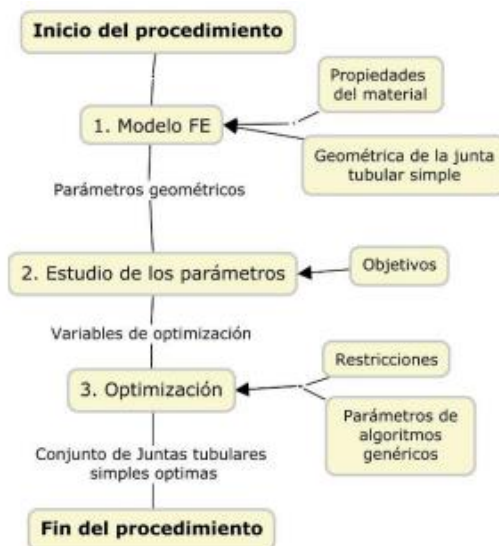 Inicio del procedimiento
Propiedades
del material
1. Modelo FE
Geométrica de la junta
tubular simple
Parámetros geométricos
2. Estudio de los parámetros
Objetivos
Variables de optimización
Restricciones
3. Optimización
Parámetros de
algoritmos
genéricos
Conjunto de Juntas tubulares
simples optimas
Fin del procedimiento